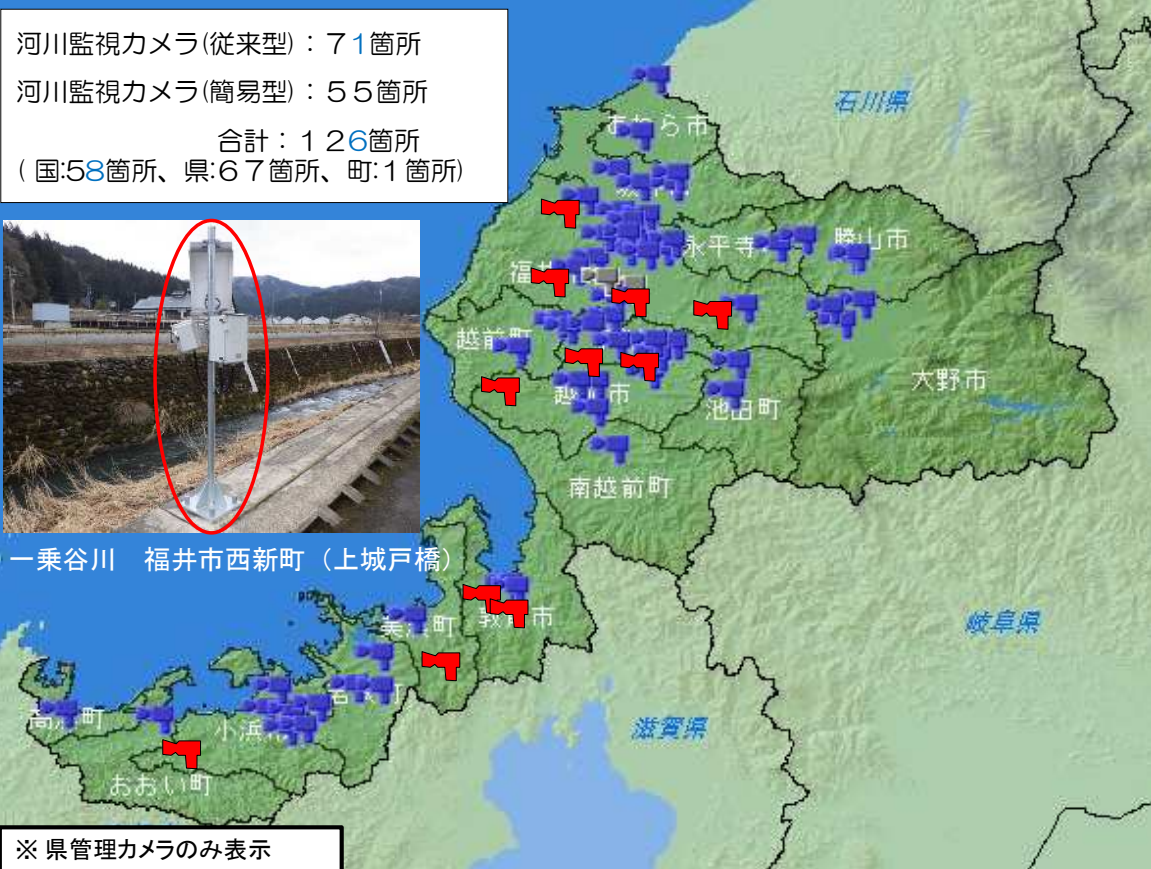 河川監視カメラ(従来型)：７1箇所
河川監視カメラ(簡易型)：５５箇所
合計：１２6箇所
( 国:58箇所、県:６７箇所、町:１箇所)
石川県
あわら市
永平寺
勝山市
福井
越前町
大野市
池田町
越前市
南越前町
一乗谷川　福井市西新町（上城戸橋）
敦賀市
美浜町
岐阜県
高浜町
小浜
滋賀県
おおい町
※ 県管理カメラのみ表示